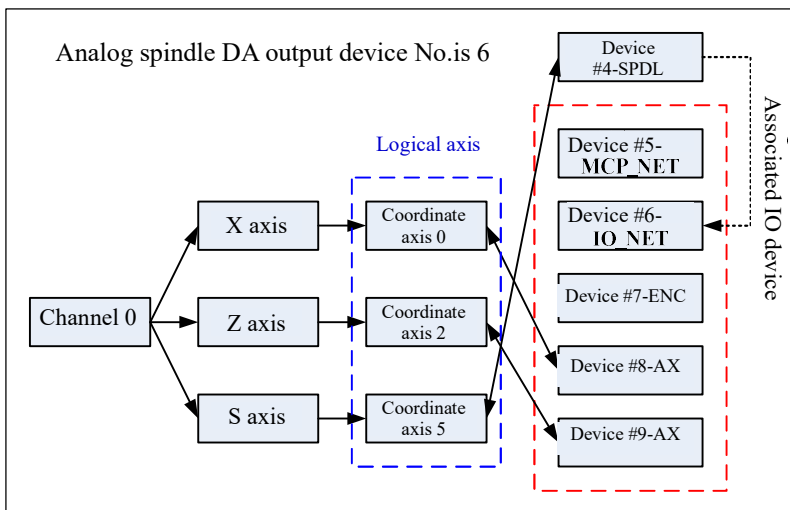 Analog spindle DA output device No.is 6
Device
#4-SPDL
Associated IO device
Logical axis
Device #5-
MCP_NET
X axis
Coordinate
axis 0
Device #6-
IO_NET
Channel 0
Z axis
Coordinate
axis 2
Device #7-ENC
Device #8-AX
S axis
Coordinate
axis 5
Device #9-AX